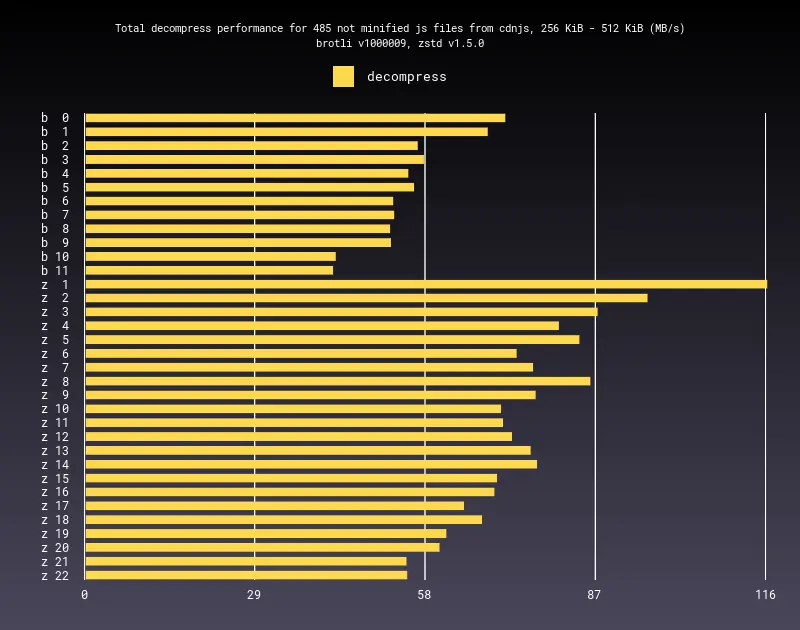 Total decompress performance for 485 not minified js files from cdnjs, 256 KiB - 512 KiB (MB/s)
brotli v1000009, zstd v1.5.0
decompress
b 0
b 1
b 2
b 3
b 4
b 5
b 6
b 7
b 8
b 9
b 10
b 11
z 1
z 2
z 3
z 4
z 5
z 6
z 7
z 8
z 9
z 10
z 11
z 12
z 13
z 14
z 15
z 16
z 17
z 18
z 19
z 20
z 21
z 22
0 29 58 87 116